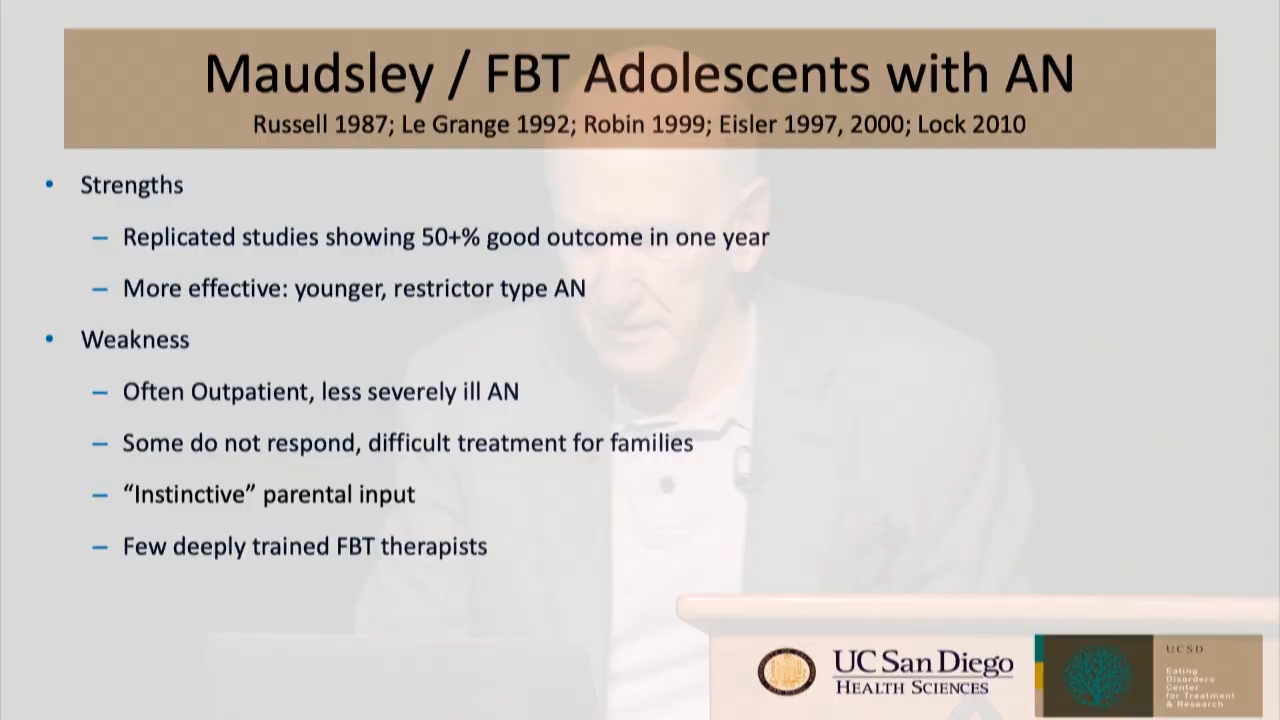 Maudsley / FBT Adolescents with AN
Russell 1987; Le Grange 1992; Robin 1999; Eisler 1997, 2000; Lock 2010
• Strengths
– Replicated studies showing 50+% good outcome in one year
– More effective: younger, restrictor type AN
• Weakness
– Often Outpatient, less severely ill AN
– Some do not respond, difficult treatment for families
– “Instinctive” parental input
– Few deeply trained FBT therapists
UC San Diego
HEALTH SCIENCES
UCSD
Eating
Disorders
Center
for Treatment
& Research